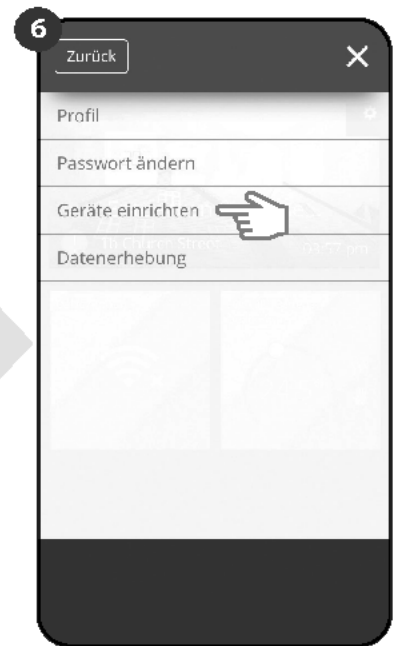 6
Zurück
Profil
Passwort ändern
Geräte einrichten
Datenerhebung